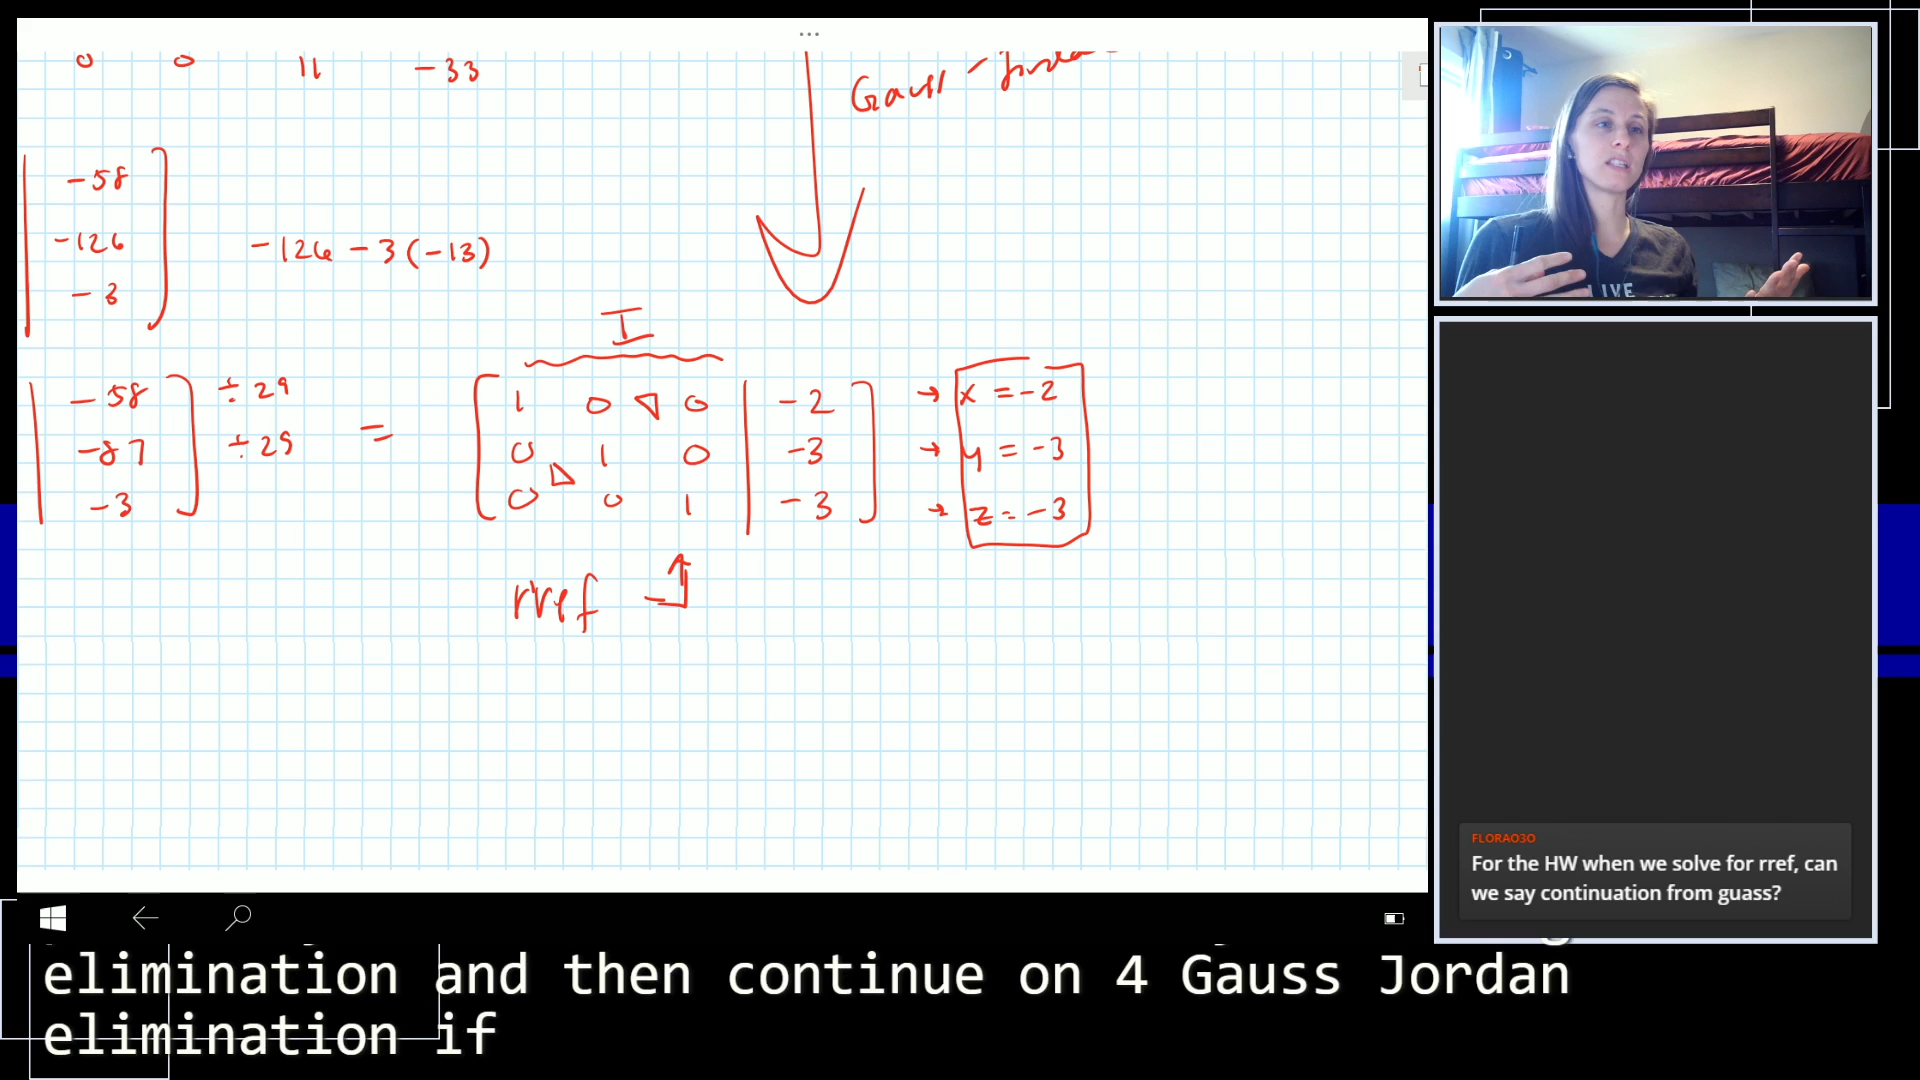 0 0 11 -33
Gauss - Jordan
-58
-126
-3
-126 - 3(-13)
I
-58 ÷ 29
-87 ÷ 29
-3
=
1 0 0 | -2 → x = -2
0 1 0 | -3 → y = -3
0 0 1 | -3 → z = -3
rref
LIVE
FLORAO3O
For the HW when we solve for rref, can
we say continuation from guass?
elimination and then continue on 4 Gauss Jordan
elimination if